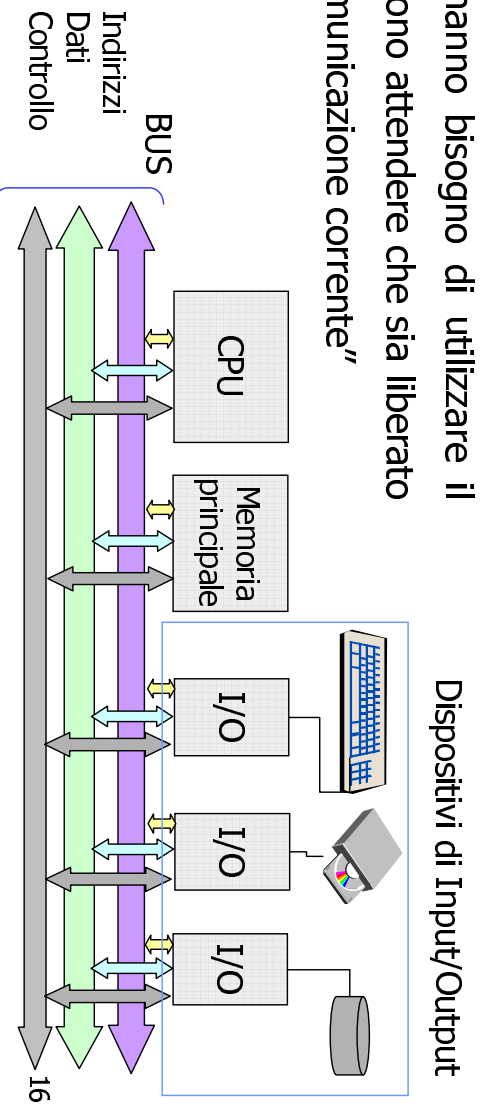 hanno bisogno di utilizzare il
ono attendere che sia liberato
municazione corrente”
Dispositivi di Input/Output
CPU
Memoria
principale
I/O
I/O
I/O
BUS
Indirizzi
Dati
Controllo
16